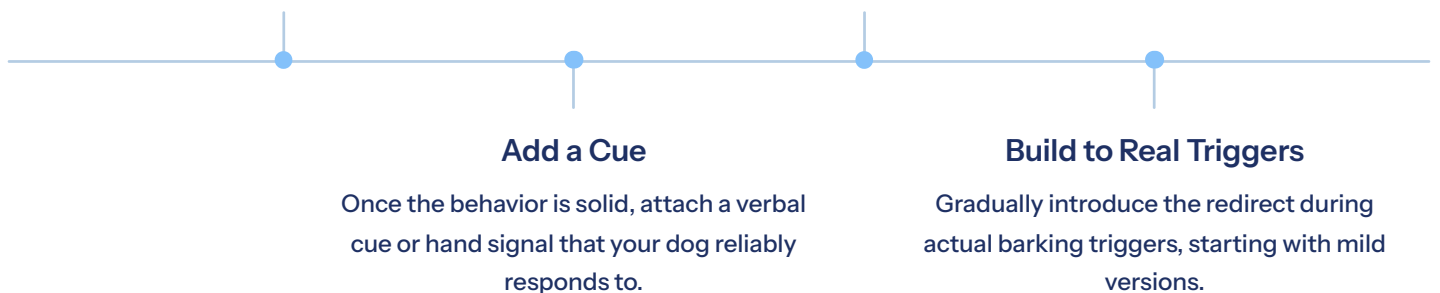 Add a Cue
Once the behavior is solid, attach a verbal
cue or hand signal that your dog reliably
responds to.
Build to Real Triggers
Gradually introduce the redirect during
actual barking triggers, starting with mild
versions.